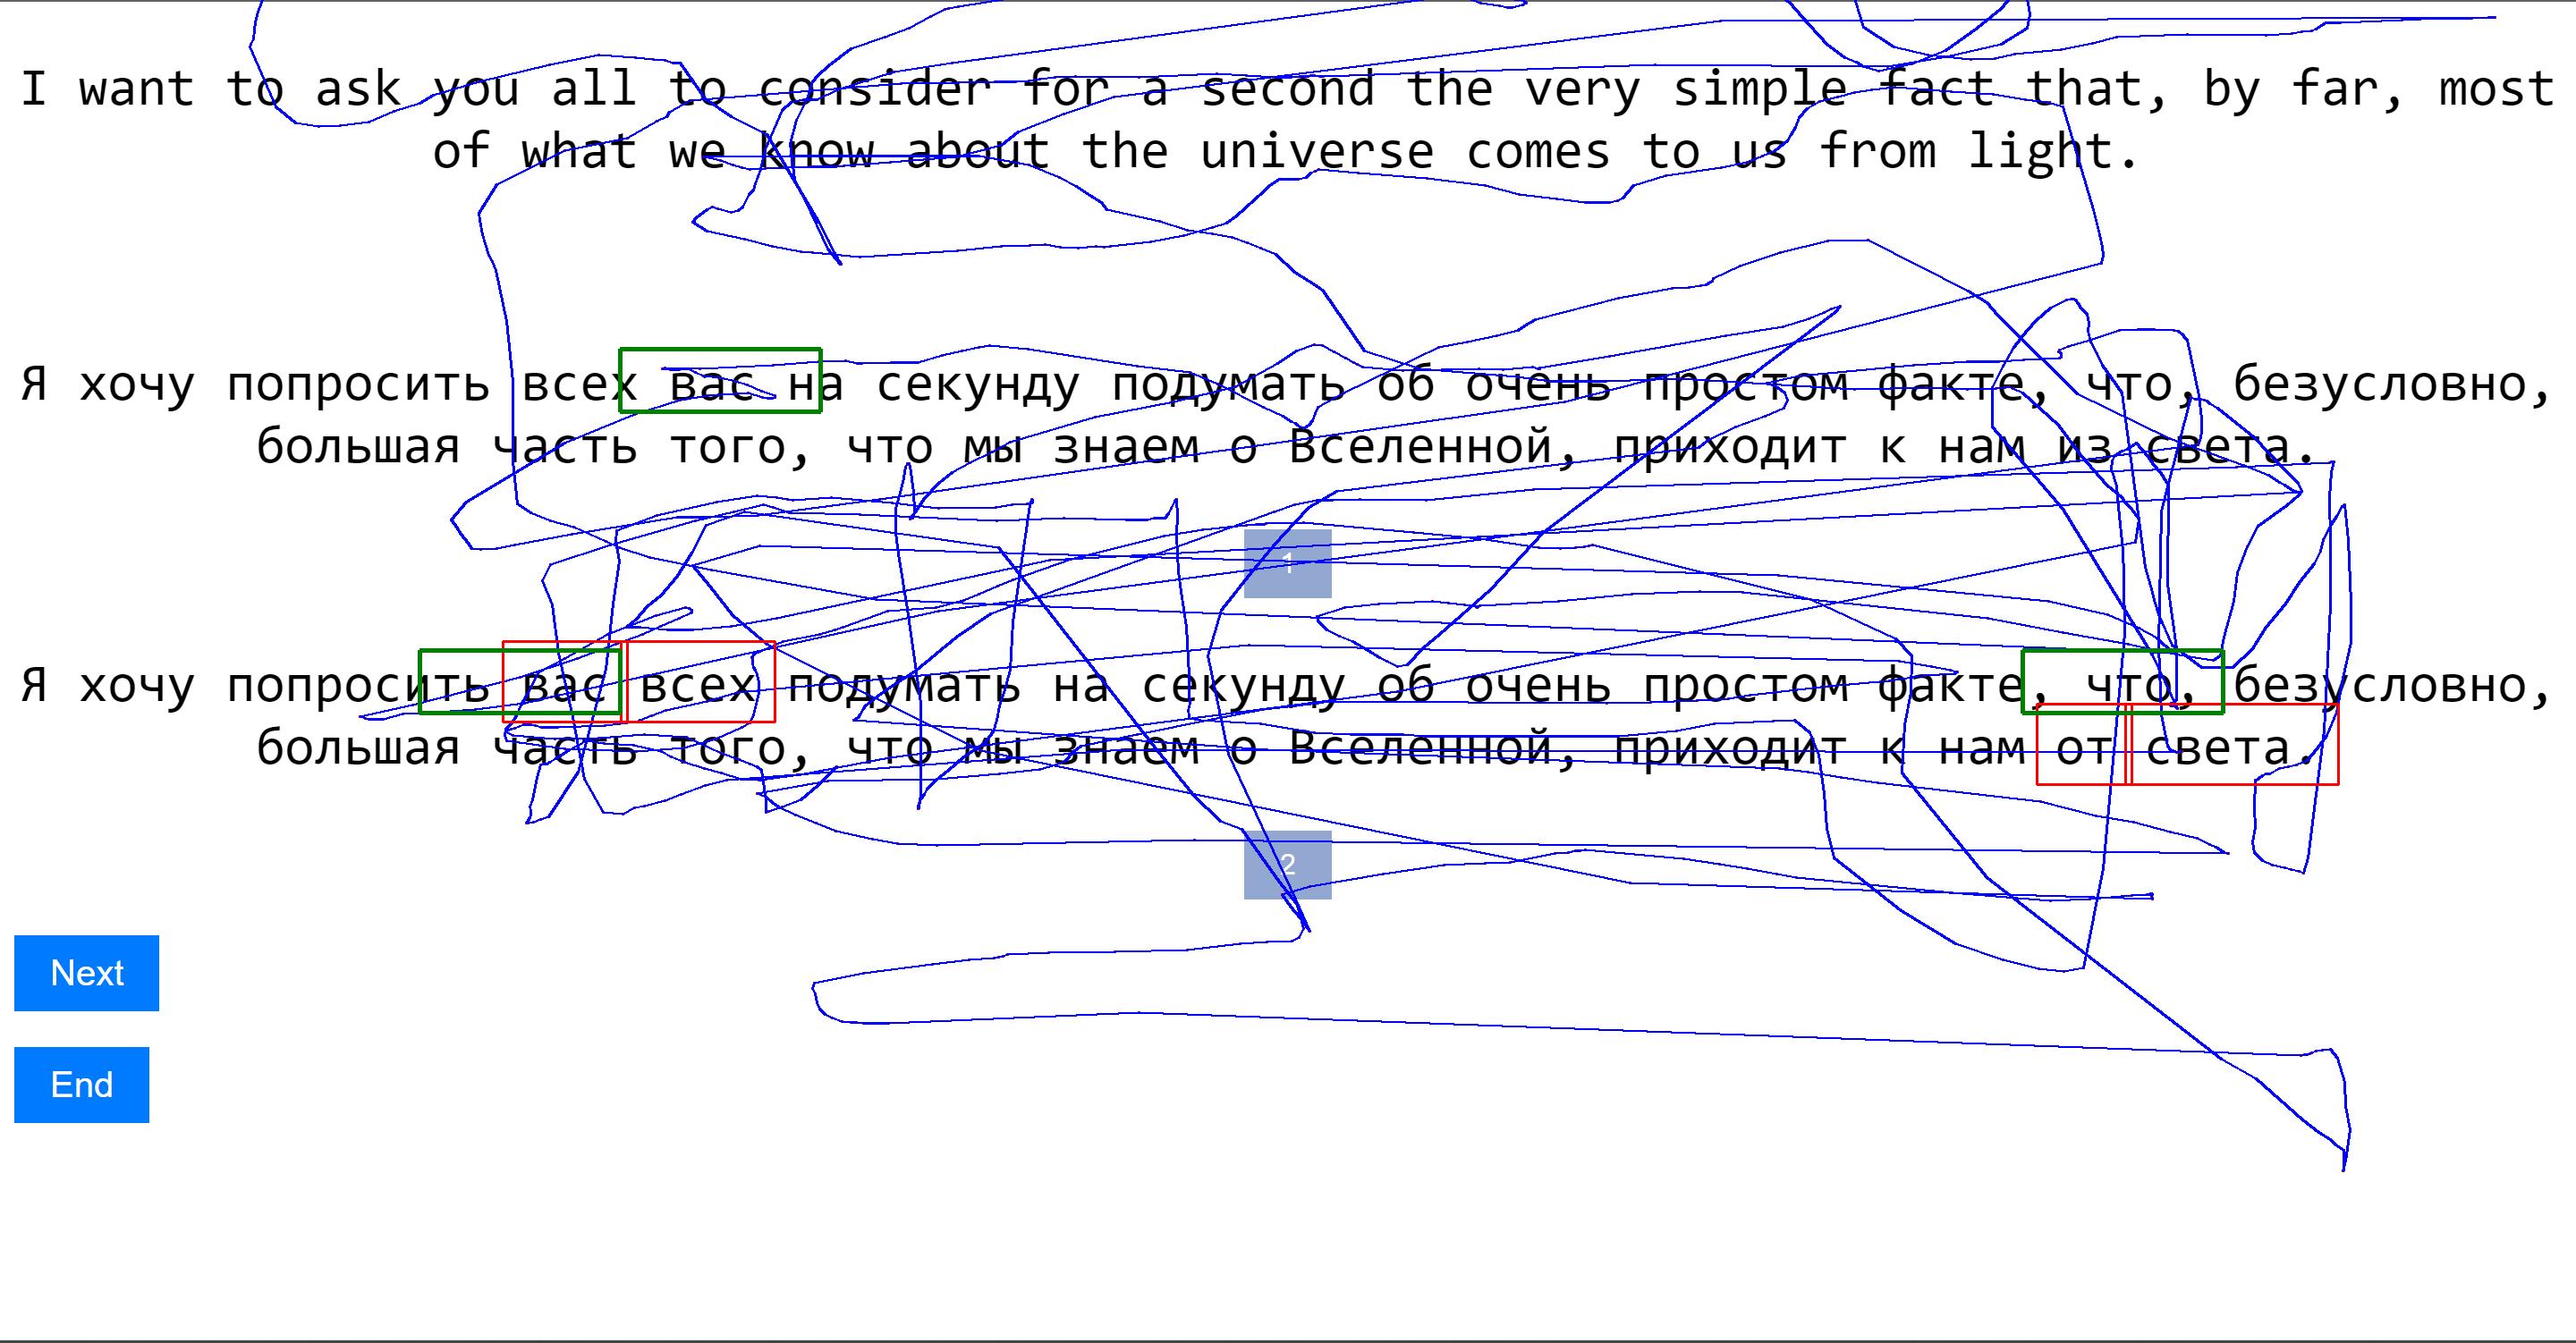 I want to ask you all to consider for a second the very simple fact that, by far, most
of what we know about the universe comes to us from light.
Я хочу попросить всех вас на секунду подумать об очень простом факте, что, безусловно,
большая часть того, что мы знаем о Вселенной, приходит к нам из света.
1
Я хочу попросить вас всех подумать на секунду об очень простом факте, что, безусловно,
большая часть того, что мы знаем о Вселенной, приходит к нам от света.
2
Next
End